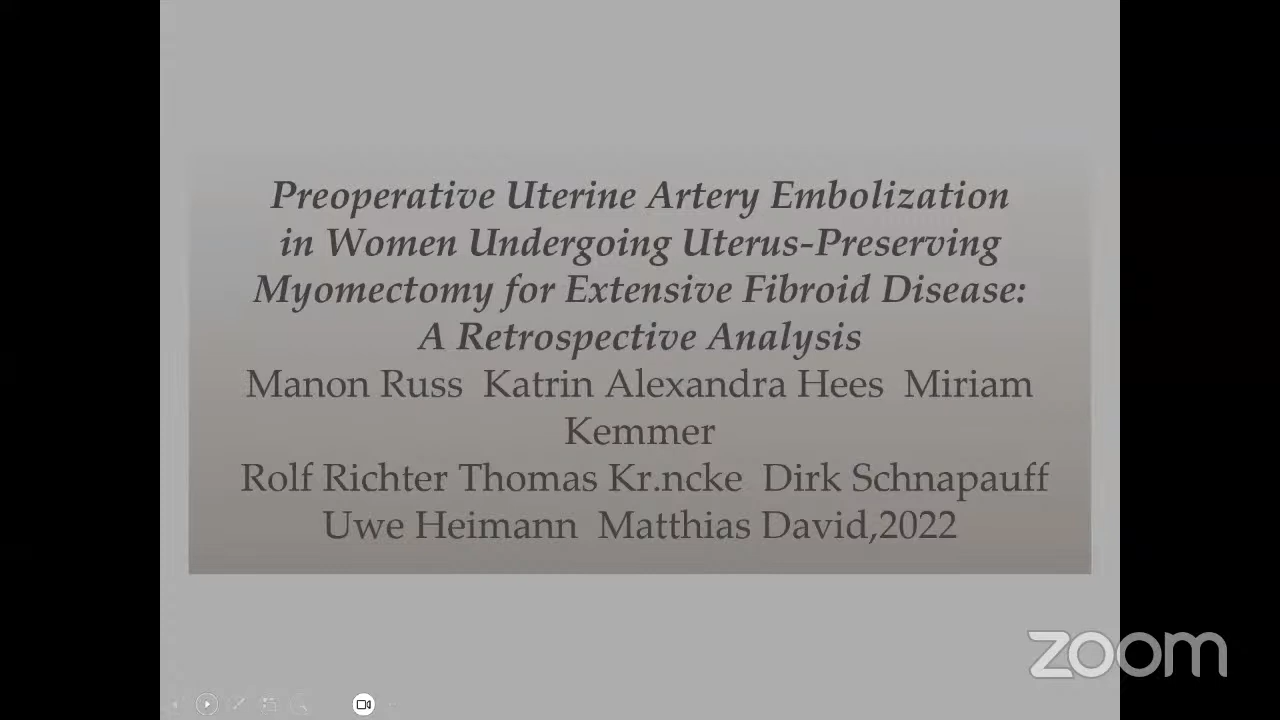 Preoperative Uterine Artery Embolization
in Women Undergoing Uterus-Preserving
Myomectomy for Extensive Fibroid Disease:
A Retrospective Analysis
Manon Russ Katrin Alexandra Hees Miriam
Kemmer
Rolf Richter Thomas Kr.ncke Dirk Schnapauff
Uwe Heimann Matthias David,2022
zoom